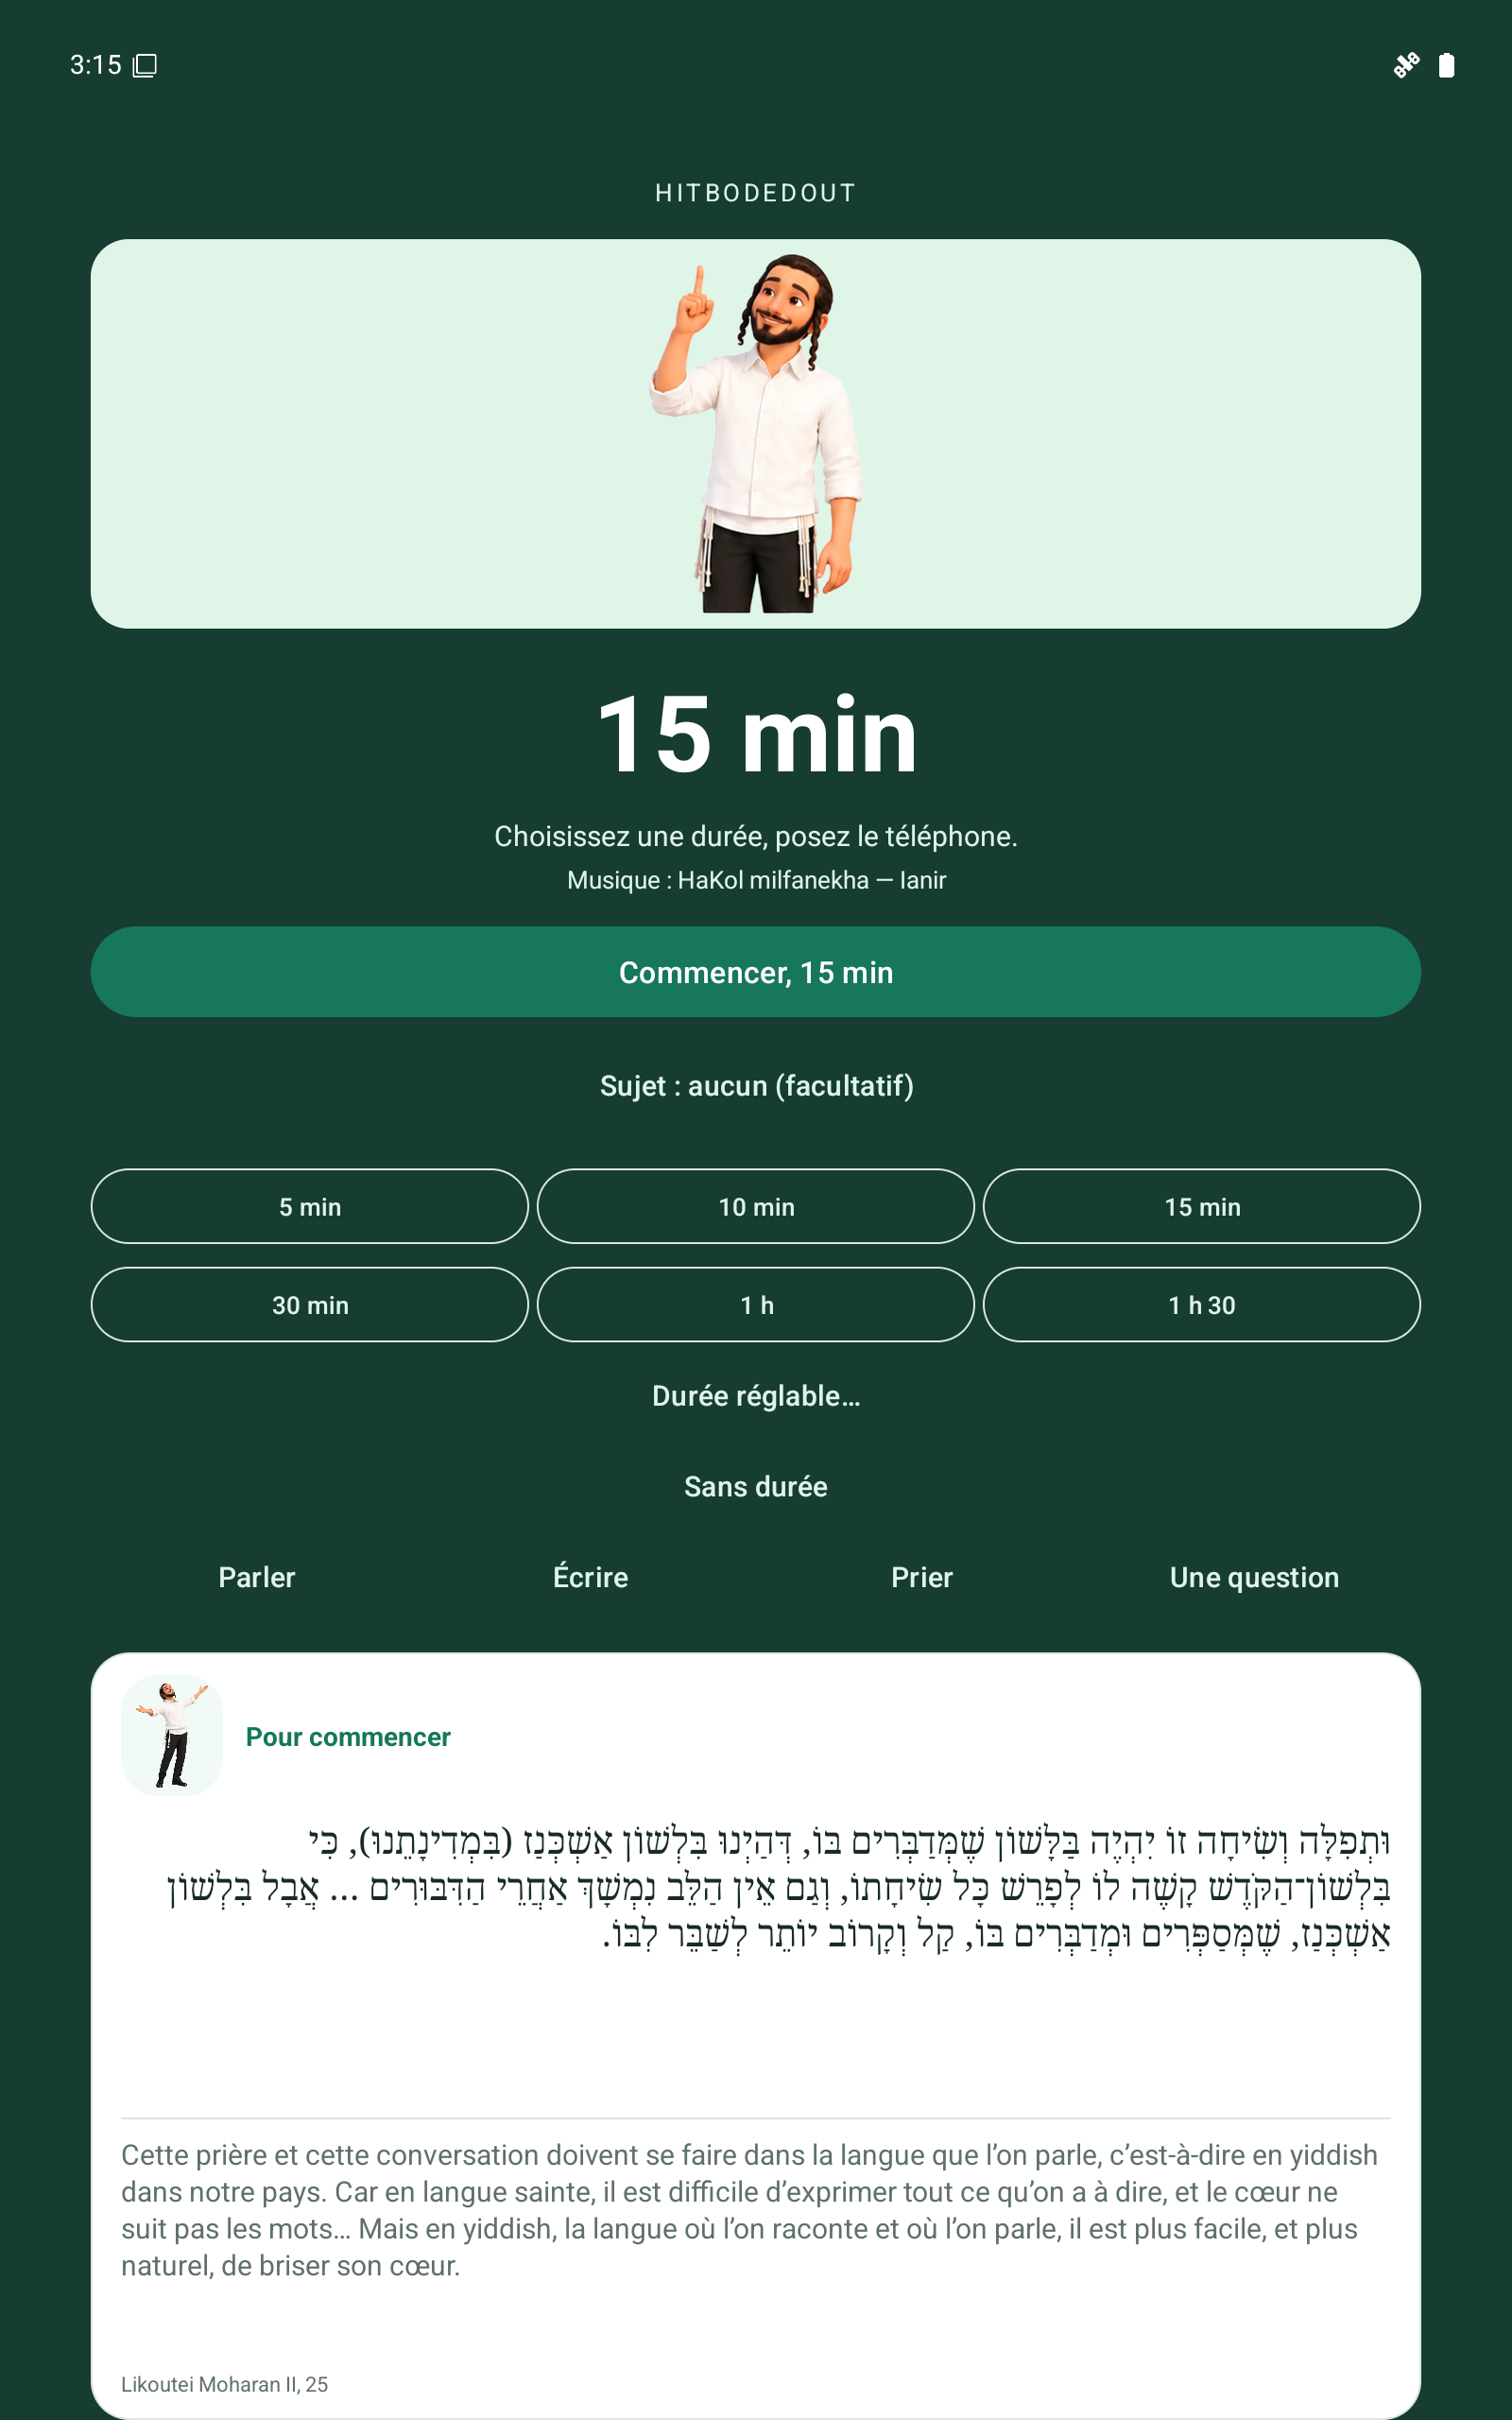 3:15
HITBODEDOUT
15 min
Choisissez une durée, posez le téléphone.
Musique : HaKol milfanekha — Ianir
Commencer, 15 min
Sujet : aucun (facultatif)
5 min
10 min
15 min
30 min
1 h
1 h 30
Durée réglable…
Sans durée
Parler
Écrire
Prier
Une question
Pour commencer
וּתְפִלָּה וְשִׂיחָה זוֹ יִהְיֶה בַּלָּשׁוֹן שֶׁמְּדַבְּרִים בּוֹ, דְּהַיְנוּ בִּלְשׁוֹן אַשְׁכְּנַז (בִּמְדִינָתֵנוּ), כִּי
בִּלְשׁוֹן־הַקֹּדֶשׁ קָשֶׁה לוֹ לְפָרֵשׁ כָּל שִׂיחָתוֹ, וְגַם אֵין הַלֵּב נִמְשָׁךְ אַחֲרֵי הַדִּבּוּרִים ... אֲבָל בִּלְשׁוֹן
אַשְׁכְּנַז, שֶׁמְּסַפְּרִים וּמְדַבְּרִים בּוֹ, קַל וְקָרוֹב יוֹתֵר לְשַׁבֵּר לִבּוֹ.
Cette prière et cette conversation doivent se faire dans la langue que l’on parle, c’est-à-dire en yiddish
dans notre pays. Car en langue sainte, il est difficile d’exprimer tout ce qu’on a à dire, et le cœur ne
suit pas les mots… Mais en yiddish, la langue où l’on raconte et où l’on parle, il est plus facile, et plus
naturel, de briser son cœur.
Likoutei Moharan II, 25